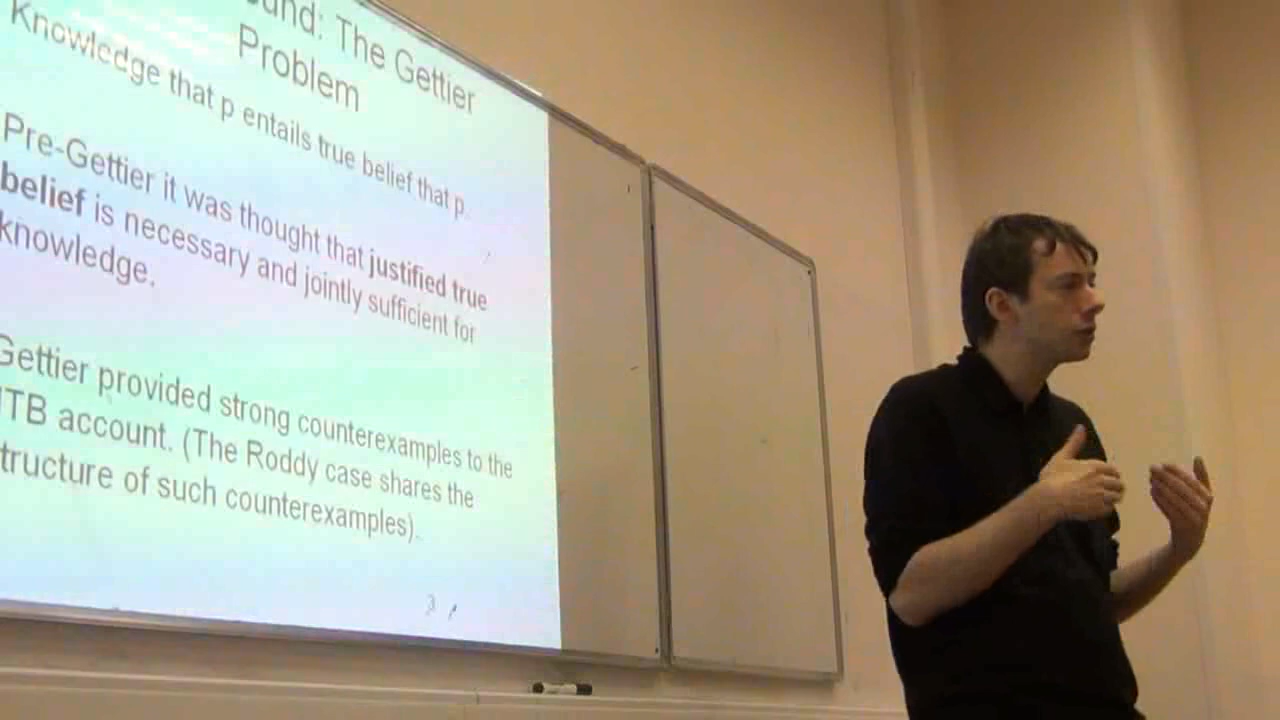 und: The Gettier
Problem
Knowledge that p entails true belief that p.
Pre-Gettier it was thought that justified true
belief is necessary and jointly sufficient for
knowledge.
Gettier provided strong counterexamples to the
JTB account. (The Roddy case shares the
tructure of such counterexamples).